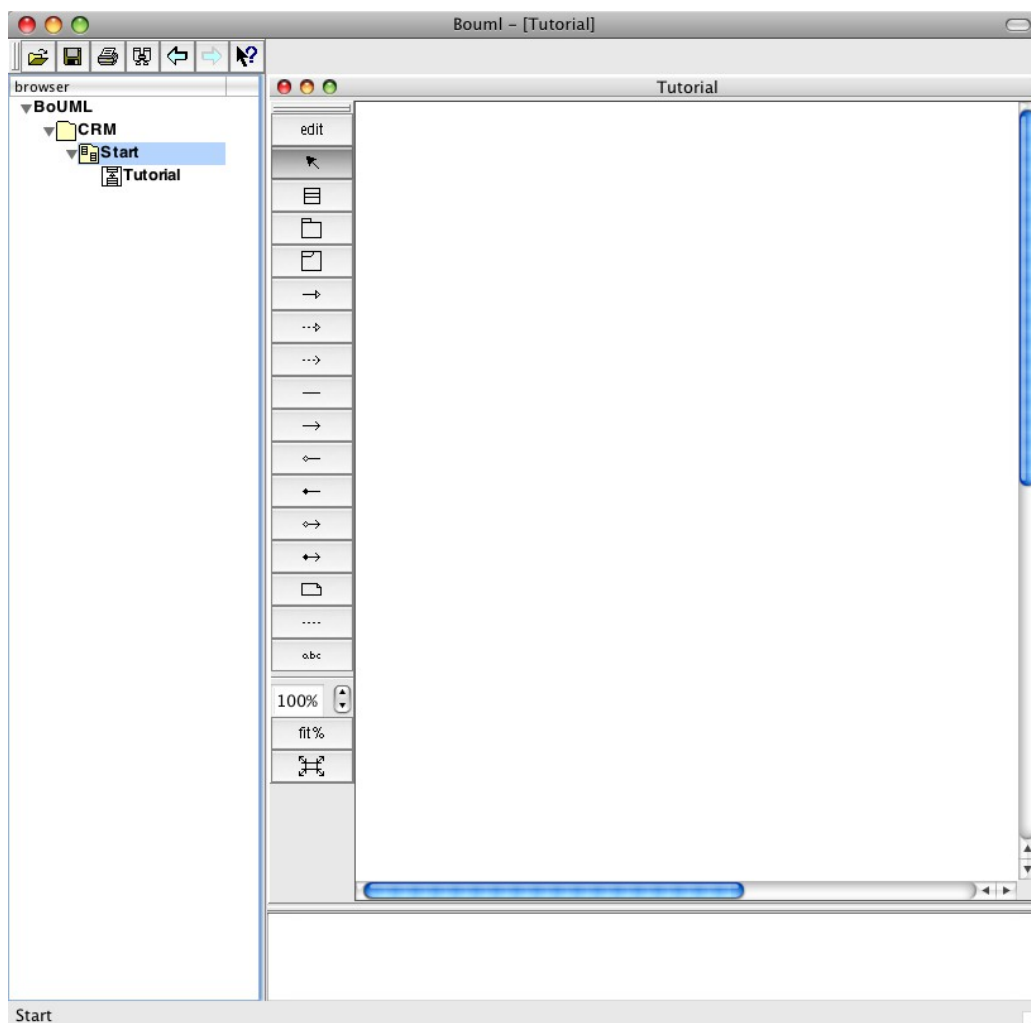 Bouml – [Tutorial]
browser
Tutorial
BoUML
CRM
edit
Start
Tutorial
abc
100%
fit%
Start